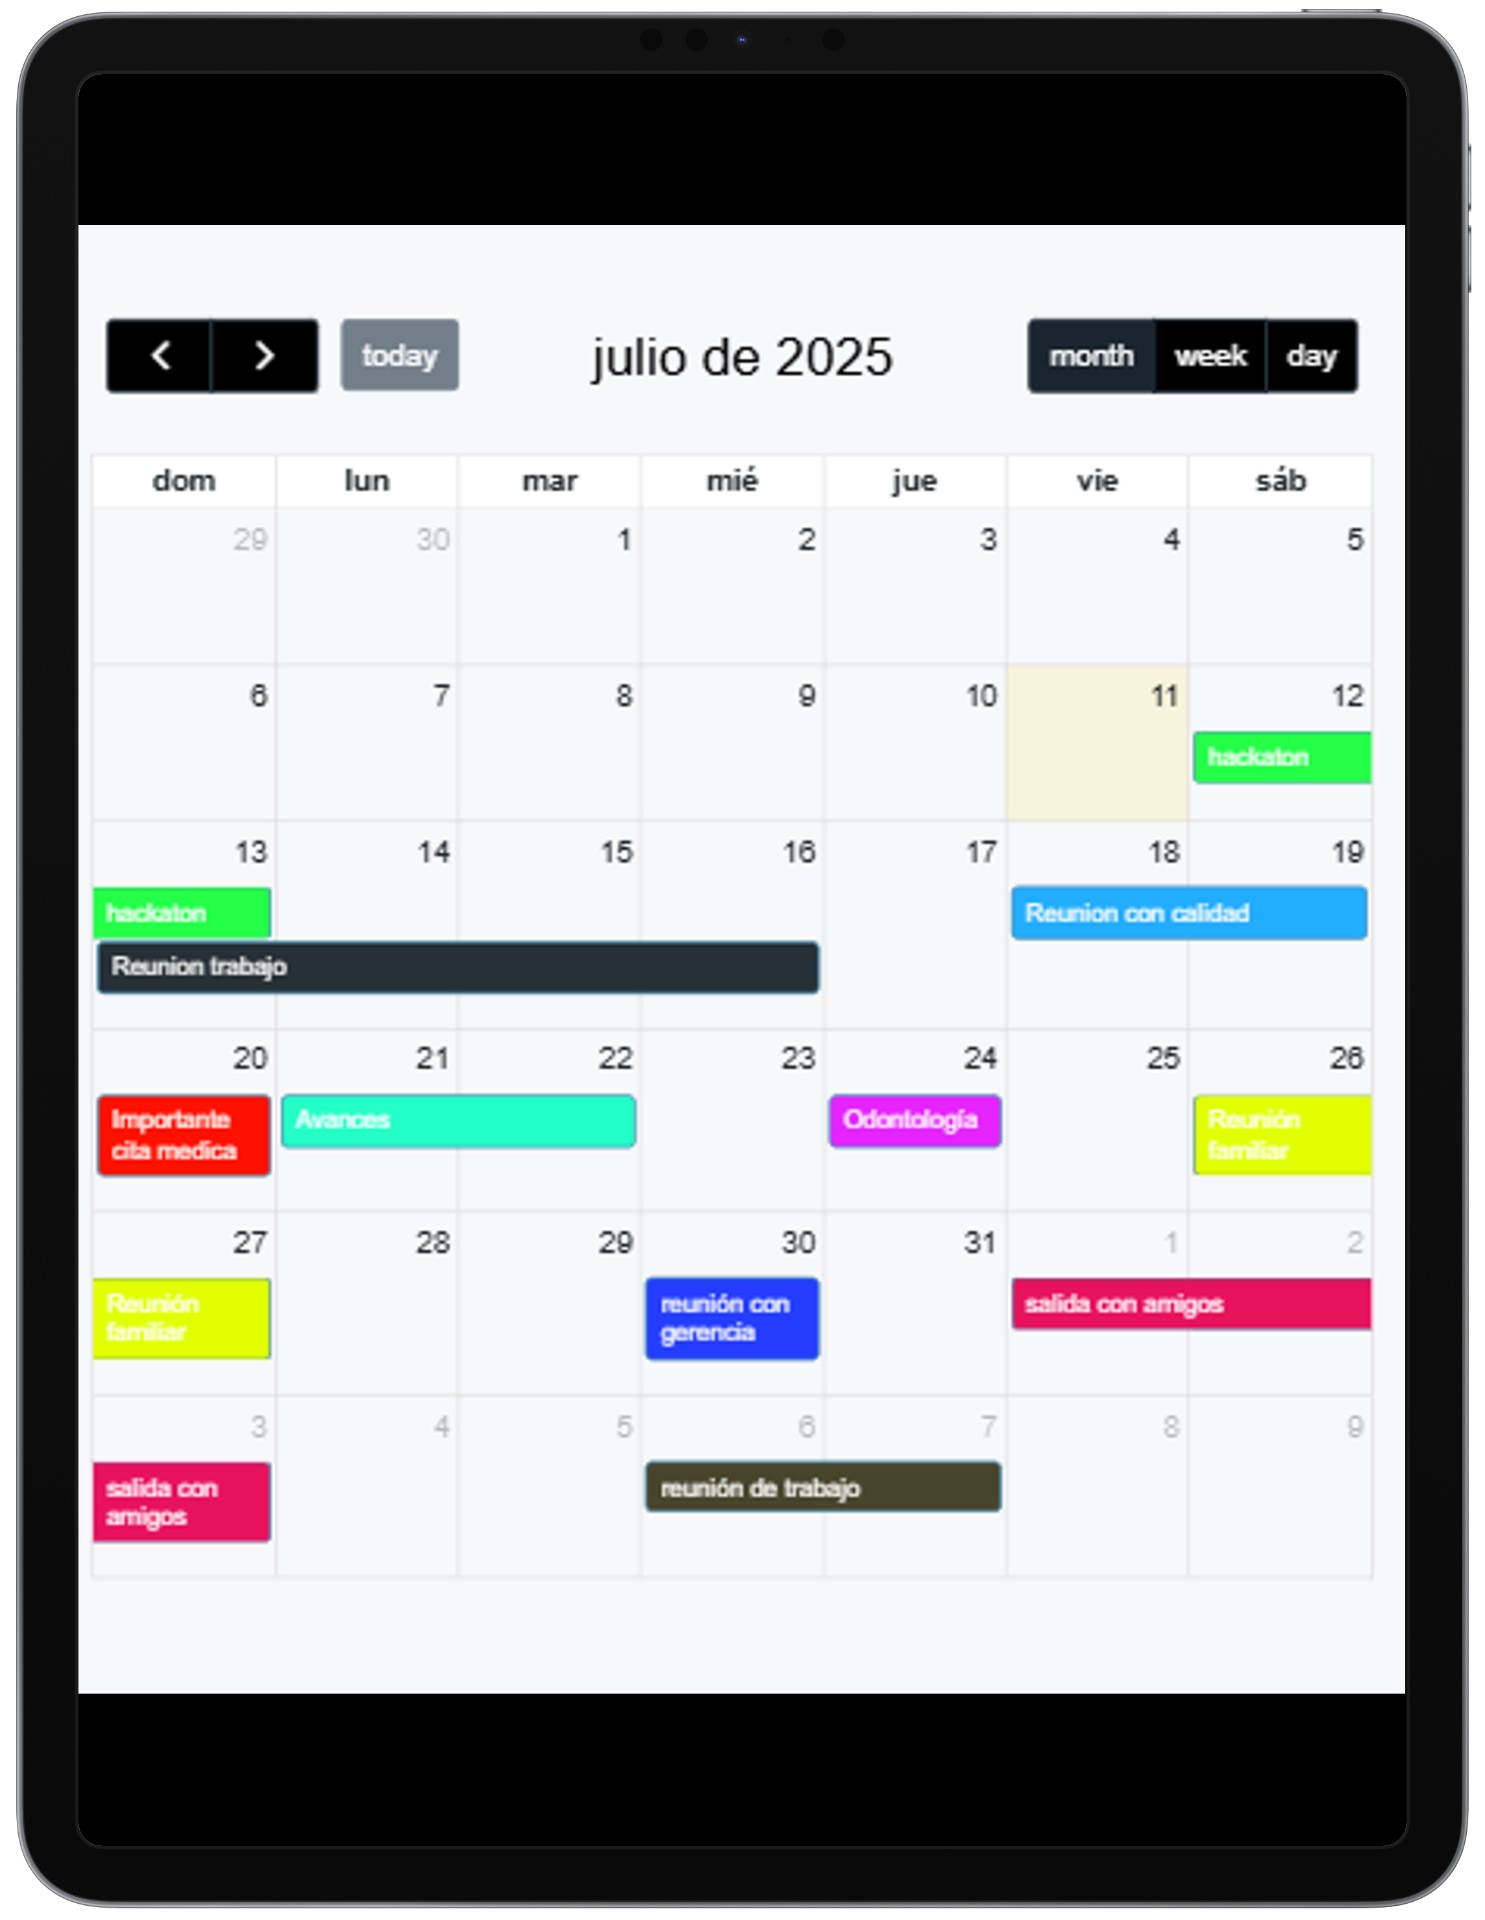 today
julio de 2025
month week day
dom lun mar mié jue vie sáb
29 30 1 2 3 4 5
6 7 8 9 10 11 12
hackaton
13 14 15 16 17 18 19
hackaton
Reunion con calidad
Reunion trabajo
20 21 22 23 24 25 26
Importante
cita medica
Avances
Odontología
Reunión
familiar
27 28 29 30 31 1 2
Reunión
familiar
reunión con
gerencia
salida con amigos
3 4 5 6 7 8 9
salida con
amigos
reunión de trabajo